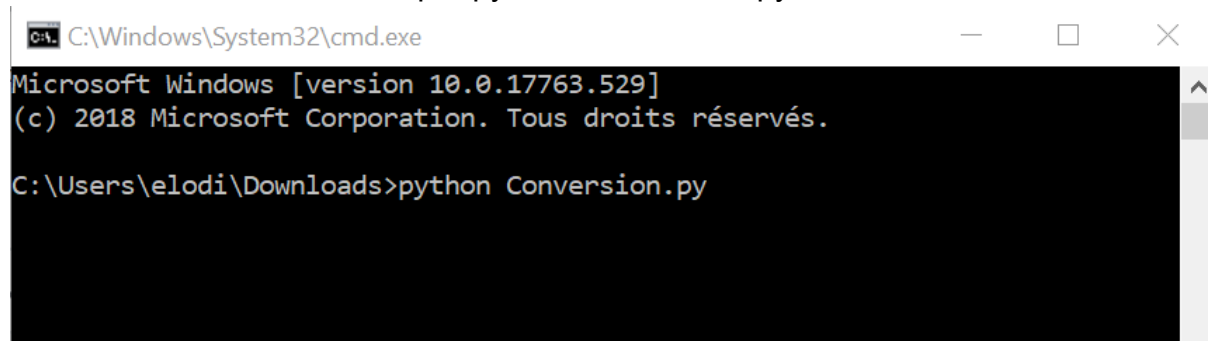 C:\Windows\System32\cmd.exe
Microsoft Windows [version 10.0.17763.529]
(c) 2018 Microsoft Corporation. Tous droits réservés.
C:\Users\elodi\Downloads>python Conversion.py